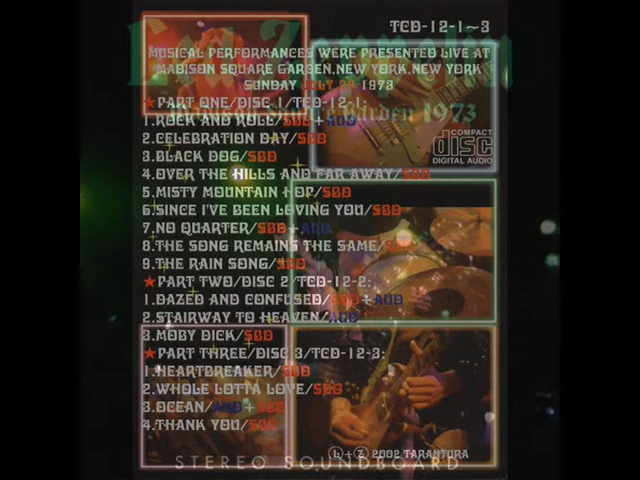 TCD-12-1~3
MUSICAL PERFORMANCES WERE PRESENTED LIVE AT
MADISON SQUARE GARDEN.NEW YORK.NEW YORK
SUNDAY JULY 1973
Garden 1973
★PART ONE/DISC 1/TCD-12-1:
1.ROCK AND ROLL/SBD+AUD
2.CELEBRATION DAY/SBD
COMPACT
disc
DIGITAL AUDIO
3.BLACK DOG/SBD
4.OVER THE HILLS AND FAR AWAY/SBD
5.MISTY MOUNTAIN HOP/SBD
6.SINCE I'VE BEEN LOVING YOU/SBD
7.NO QUARTER/SBD+AUD
8.THE SONG REMAINS THE SAME/SBD
9.THE RAIN SONG/SBD
★PART TWO/DISC 2/TCD-12-2:
1.DAZED AND CONFUSED/SBD+AUD
2.STAIRWAY TO HEAVEN/AUD
3.MOBY DICK/SBD
★PART THREE/DISC 3/TCD-12-3:
1.HEARTBREAKER/SBD
2.WHOLE LOTTA LOVE/SBD
3.OCEAN/AUD+SBD
4.THANK YOU/SBD
Ⓛ+Ⓩ 2002 TARANTURA
STEREO SOUNDBOARD